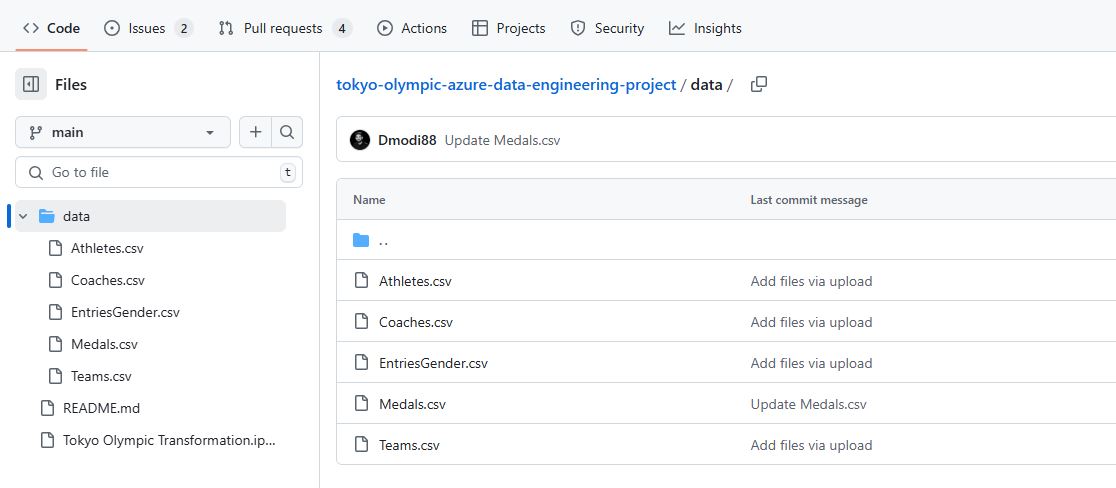 Code Issues 2 Pull requests 4 Actions Projects Security Insights
Files
main
Go to file t
data
Athletes.csv
Coaches.csv
EntriesGender.csv
Medals.csv
Teams.csv
README.md
Tokyo Olympic Transformation.ip...
tokyo-olympic-azure-data-engineering-project / data /
Dmodi88 Update Medals.csv
Name Last commit message
..
Athletes.csv Add files via upload
Coaches.csv Add files via upload
EntriesGender.csv Add files via upload
Medals.csv Update Medals.csv
Teams.csv Add files via upload